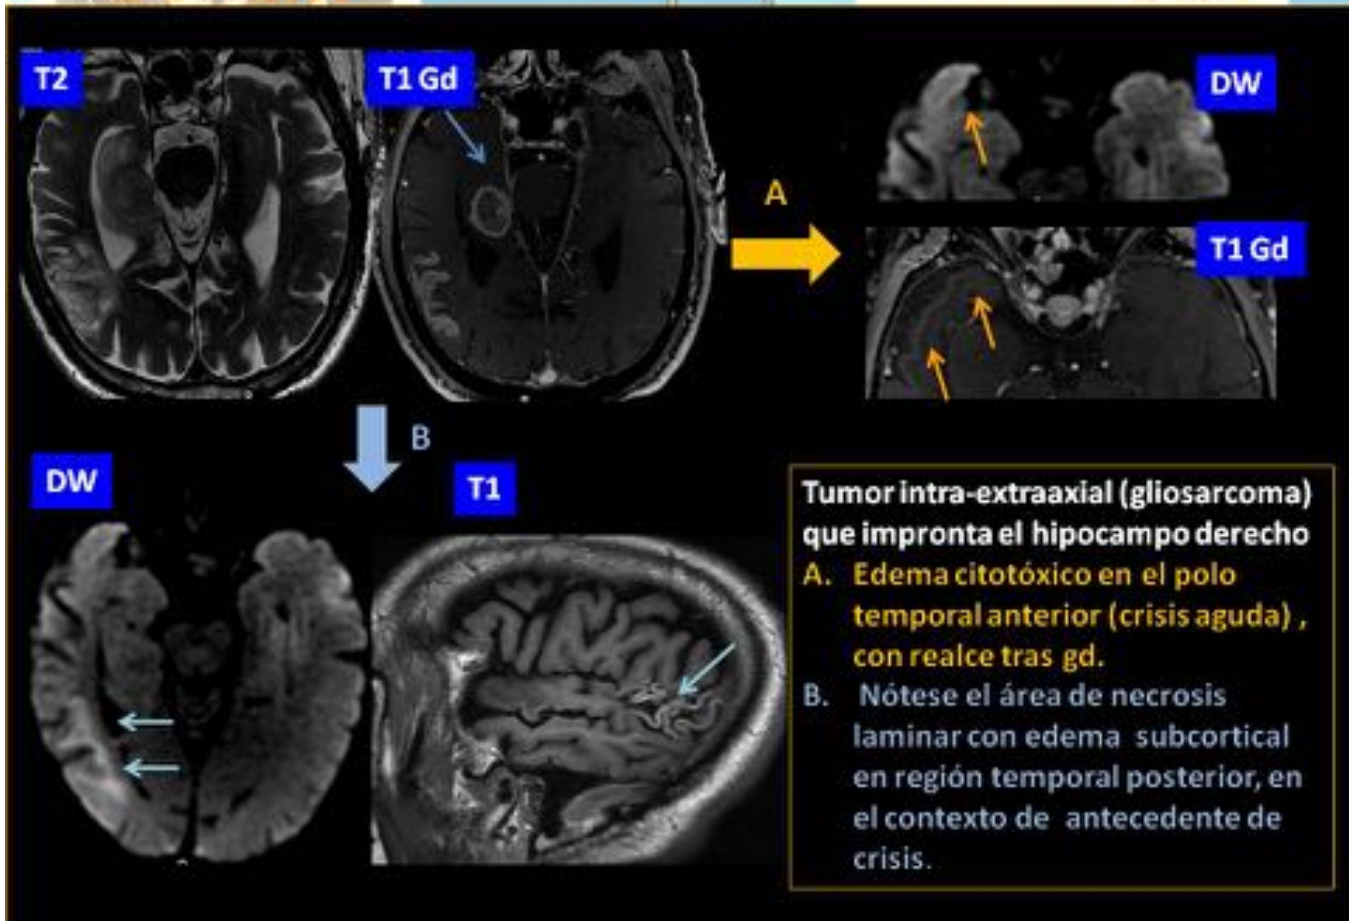 T2
T1 Gd
DW
A
T1 Gd
B
DW
T1
Tumor intra-extraaxial (gliosarcoma)
que impronta el hipocampo derecho
A. Edema citotóxico en el polo
temporal anterior (crisis aguda) ,
con realce tras gd.
B. Nótese el área de necrosis
laminar con edema subcortical
en región temporal posterior, en
el contexto de antecedente de
crisis.